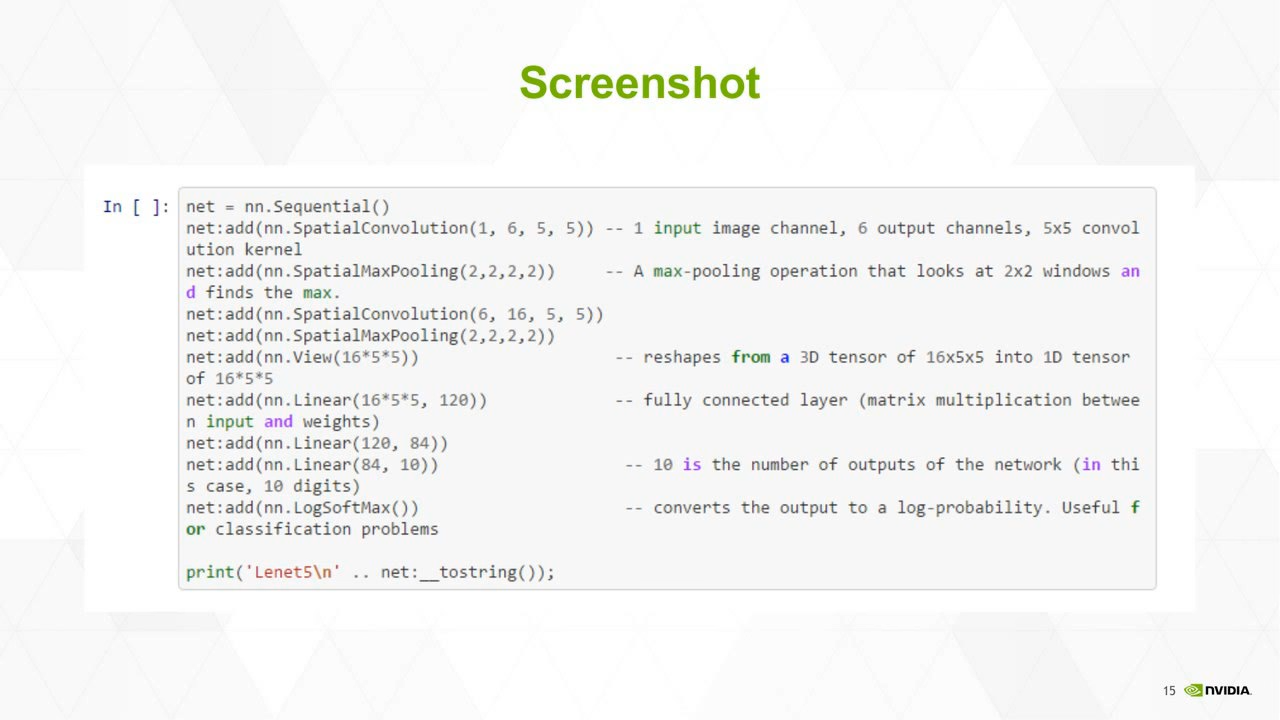 Screenshot
In [ ]: net = nn.Sequential()
net:add(nn.SpatialConvolution(1, 6, 5, 5)) -- 1 input image channel, 6 output channels, 5x5 convol
ution kernel
net:add(nn.SpatialMaxPooling(2,2,2,2)) -- A max-pooling operation that looks at 2x2 windows an
d finds the max.
net:add(nn.SpatialConvolution(6, 16, 5, 5))
net:add(nn.SpatialMaxPooling(2,2,2,2))
net:add(nn.View(16*5*5)) -- reshapes from a 3D tensor of 16x5x5 into 1D tensor
of 16*5*5
net:add(nn.Linear(16*5*5, 120)) -- fully connected layer (matrix multiplication betwee
n input and weights)
net:add(nn.Linear(120, 84))
net:add(nn.Linear(84, 10)) -- 10 is the number of outputs of the network (in thi
s case, 10 digits)
net:add(nn.LogSoftMax()) -- converts the output to a log-probability. Useful f
or classification problems
print('Lenet5\n' .. net:__tostring());
15 NVIDIA.